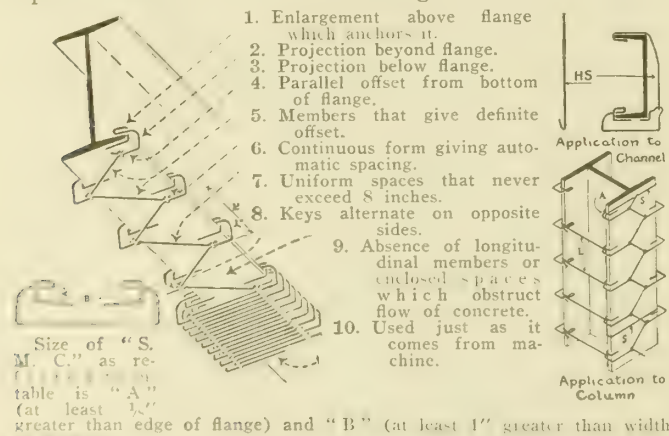 1. Enlargement above flange
which anchors it.
2. Projection beyond flange.
3. Projection below flange.
4. Parallel offset from bottom
of flange.
5. Members that give definite
offset.
6. Continuous form giving auto-
matic spacing.
7. Uniform spaces that never
exceed 8 inches.
8. Keys alternate on opposite
sides.
9. Absence of longitu-
dinal members or
enclosed spaces
which obstruct
flow of concrete.
10. Used just as it
comes from ma-
chine.
HS
Application to
Channel
A
S
L
S
Application to
Column
B
Size of "S.
M. C." as re-
table is "A"
(at least
greater than edge of flange) and "B" (at least 1" greater than width